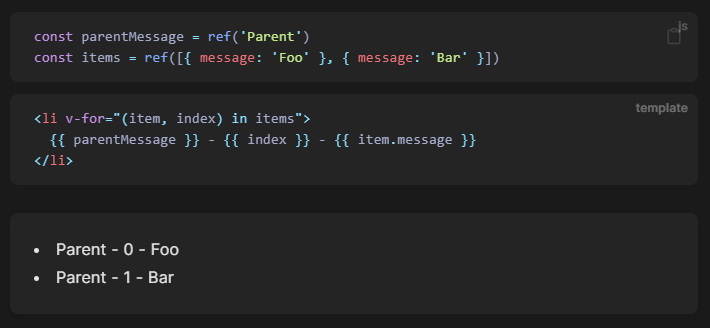 js
const parentMessage = ref('Parent')
const items = ref([{ message: 'Foo' }, { message: 'Bar' }])
template
<li v-for="(item, index) in items">
  {{ parentMessage }} - {{ index }} - {{ item.message }}
</li>
• Parent - 0 - Foo
• Parent - 1 - Bar